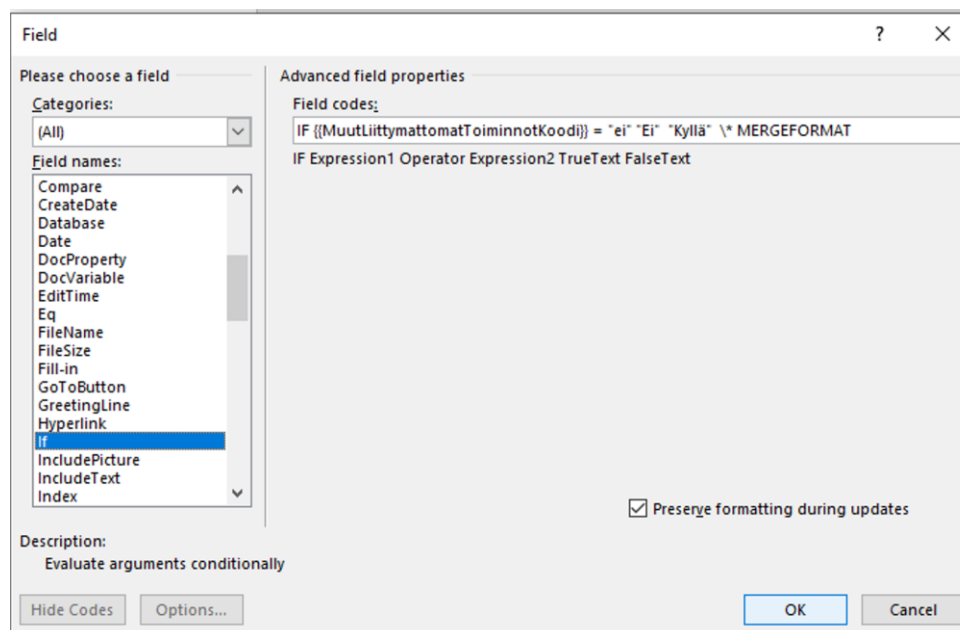 Field
?
Please choose a field
Categories:
(All)
Field names:
Compare
CreateDate
Database
Date
DocProperty
DocVariable
EditTime
Eq
FileName
FileSize
Fill-in
GoToButton
GreetingLine
Hyperlink
If
IncludePicture
IncludeText
Index
Advanced field properties
Field codes:
IF {{MuutLiittymattomatToiminnotKoodi}} = "ei" "Ei"  "Kyllä"  \* MERGEFORMAT
IF Expression1 Operator Expression2 TrueText FalseText
Preserve formatting during updates
Description:
Evaluate arguments conditionally
Hide Codes
Options...
OK
Cancel